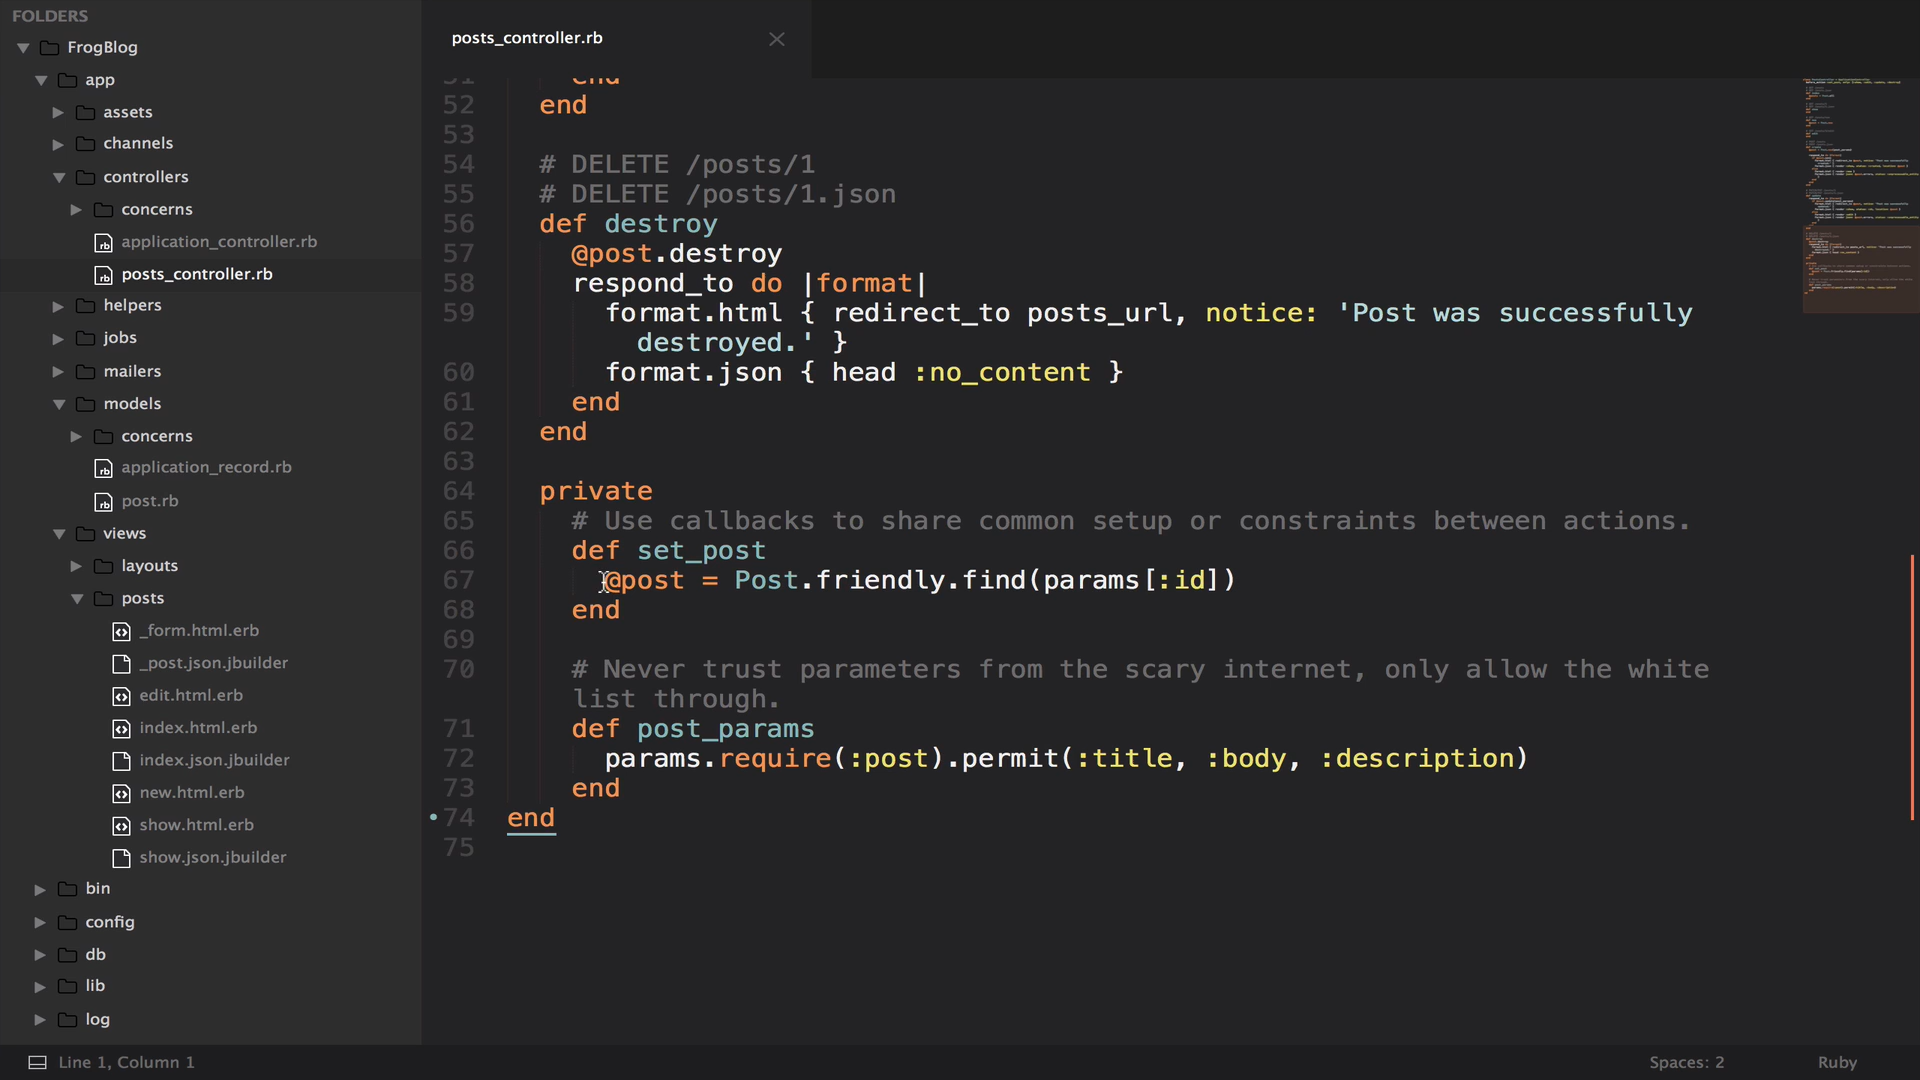 FOLDERS
FrogBlog
app
assets
channels
controllers
concerns
application_controller.rb
posts_controller.rb
helpers
jobs
mailers
models
concerns
application_record.rb
post.rb
views
layouts
posts
_form.html.erb
_post.json.jbuilder
edit.html.erb
index.html.erb
index.json.jbuilder
new.html.erb
show.html.erb
show.json.jbuilder
bin
config
db
lib
log
posts_controller.rb
51 end
52 end
53
54 # DELETE /posts/1
55 # DELETE /posts/1.json
56 def destroy
57 @post.destroy
58 respond_to do |format|
59 format.html { redirect_to posts_url, notice: 'Post was successfully
destroyed.' }
60 format.json { head :no_content }
61 end
62 end
63
64 private
65 # Use callbacks to share common setup or constraints between actions.
66 def set_post
67 @post = Post.friendly.find(params[:id])
68 end
69
70 # Never trust parameters from the scary internet, only allow the white
list through.
71 def post_params
72 params.require(:post).permit(:title, :body, :description)
73 end
74 end
75
Line 1, Column 1
Spaces: 2
Ruby